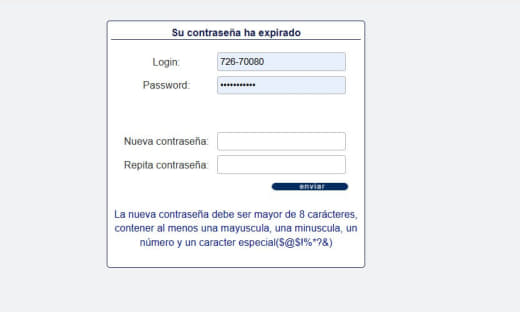 Su contraseña ha expirado
Login: 726-70080
Password: •••••••••••
Nueva contraseña:
Repita contraseña:
enviar
La nueva contraseña debe ser mayor de 8 carácteres,
contener al menos una mayuscula, una minuscula, un
número y un caracter especial($@$!%*?&)